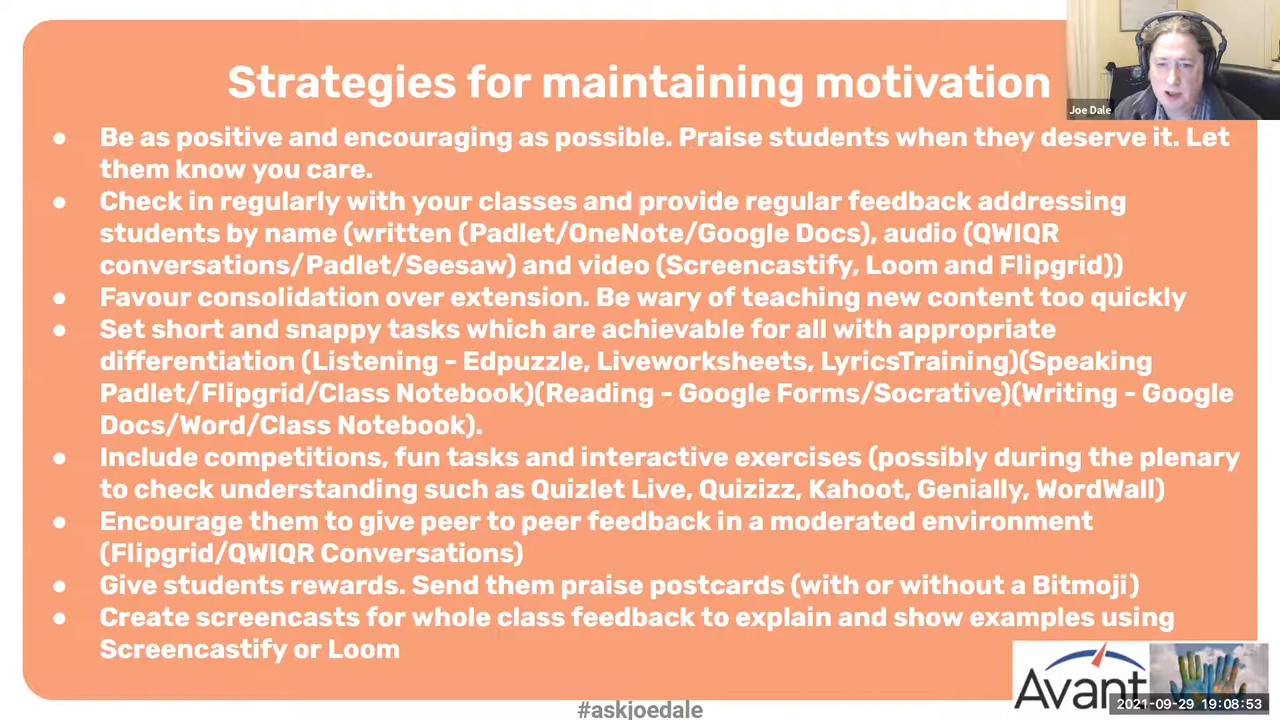 Strategies for maintaining motivation
Joe Dale
● Be as positive and encouraging as possible. Praise students when they deserve it. Let
them know you care.
● Check in regularly with your classes and provide regular feedback addressing
students by name (written (Padlet/OneNote/Google Docs), audio (QWIQR
conversations/Padlet/Seesaw) and video (Screencastify, Loom and Flipgrid))
● Favour consolidation over extension. Be wary of teaching new content too quickly
● Set short and snappy tasks which are achievable for all with appropriate
differentiation (Listening - Edpuzzle, Liveworksheets, LyricsTraining)(Speaking
Padlet/Flipgrid/Class Notebook)(Reading - Google Forms/Socrative)(Writing - Google
Docs/Word/Class Notebook).
● Include competitions, fun tasks and interactive exercises (possibly during the plenary
to check understanding such as Quizlet Live, Quizizz, Kahoot, Genially, WordWall)
● Encourage them to give peer to peer feedback in a moderated environment
(Flipgrid/QWIQR Conversations)
● Give students rewards. Send them praise postcards (with or without a Bitmoji)
● Create screencasts for whole class feedback to explain and show examples using
Screencastify or Loom
Avant
2021-09-29 19:08:53
#askjoedale